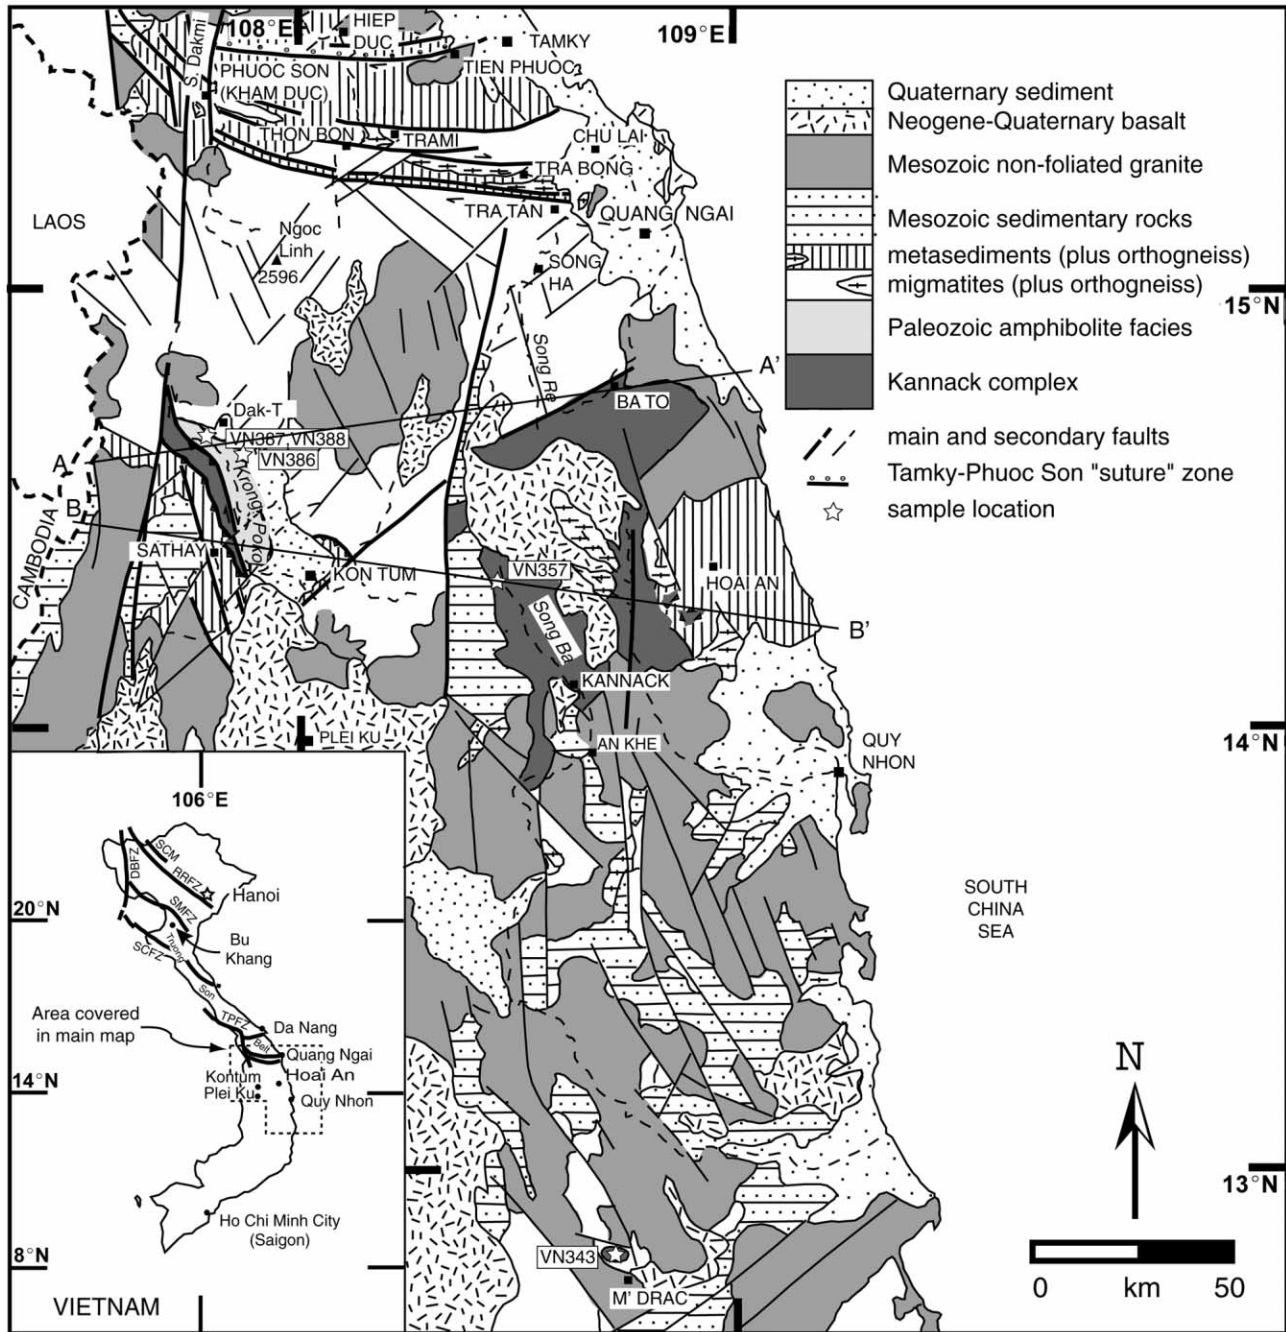 108°E
HIEP
DUC
TAMKY
109°E
S. Dakmi
TIEN PHUOC
PHUOC SON
(KHAM DUC)
THON BON
TRAMI
CHU LAI
TRA BONG
TRA TAN
QUANG NGAI
LAOS
Ngoc
Linh
2596
SONG
HA
Song Re
A'
BA TO
Dak-T.
VN387, VN388
VN386
A
Krong Poko
B
CAMBODIA
SATHAY
KON TUM
VN357
HOAI AN
B'
Song Ba
KANNACK
PLEI KU
AN KHE
QUY
NHON
SOUTH
CHINA
SEA
VN343
M' DRAC
Quaternary sediment
Neogene-Quaternary basalt
Mesozoic non-foliated granite
Mesozoic sedimentary rocks
metasediments (plus orthogneiss)
migmatites (plus orthogneiss)
Paleozoic amphibolite facies
Kannack complex
main and secondary faults
Tamky-Phuoc Son "suture" zone
sample location
15°N
14°N
13°N
N
0 km 50
106°E
SCM
DBFZ
RRFZ
Hanoi
20°N
SMFZ
Bu
Khang
SCFZ
Truong
Son
Belt
Area covered
in main map
TPFZ
Da Nang
Quang Ngai
14°N
Kontum
Hoai An
Plei Ku
Quy Nhon
Ho Chi Minh City
(Saigon)
8°N
VIETNAM